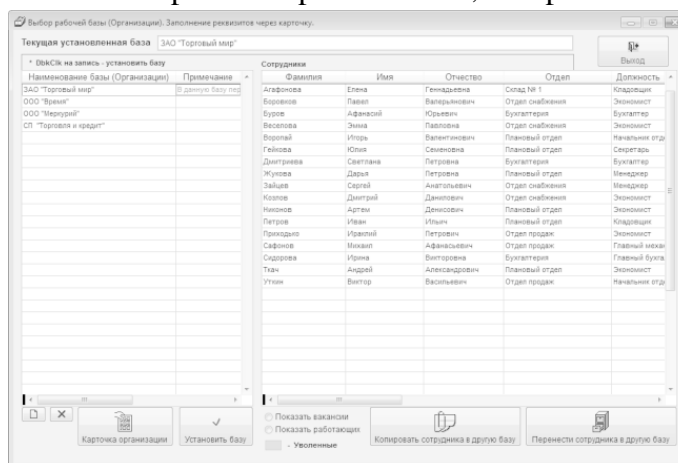 Выбор рабочей базы (Организации). Заполнение реквизитов через карточку.
Текущая установленная база ЗАО "Торговый мир"
Выход
* DbkClk на запись - установить базу
Сотрудники
Наименование базы (Организации) Примечание
ЗАО "Торговый мир" В данную базу пер
ООО "Время"
ООО "Меркурий"
СП "Торговля и кредит"
Фамилия Имя Отчество Отдел Должность
Агафонова Елена Геннадьевна Склад № 1 Кладовщик
Боровков Павел Валерьянович Отдел снабжения Экономист
Буров Афанасий Юрьевич Бухгалтерия Бухгалтер
Веселова Эмма Павловна Отдел снабжения Экономист
Воропай Игорь Валентинович Плановый отдел Начальник отде
Гейкова Юлия Семеновна Плановый отдел Секретарь
Дмитриева Светлана Петровна Бухгалтерия Бухгалтер
Жукова Дарья Петровна Плановый отдел Менеджер
Зайцев Сергей Анатольевич Отдел снабжения Менеджер
Козлов Дмитрий Данилович Отдел снабжения Экономист
Никонов Артем Денисович Плановый отдел Экономист
Петров Иван Ильич Плановый отдел Кладовщик
Приходько Ираклий Петрович Отдел продаж Экономист
Сафонов Михаил Афанасьевич Отдел продаж Главный механ
Сидорова Ирина Викторовна Бухгалтерия Главный бухга
Ткач Андрей Александрович Плановый отдел Экономист
Уткин Виктор Васильевич Отдел продаж Начальник отде
Карточка организации
Установить базу
Показать вакансии
Показать работающих
- Уволенные
Копировать сотрудника в другую базу
Перенести сотрудника в другую базу